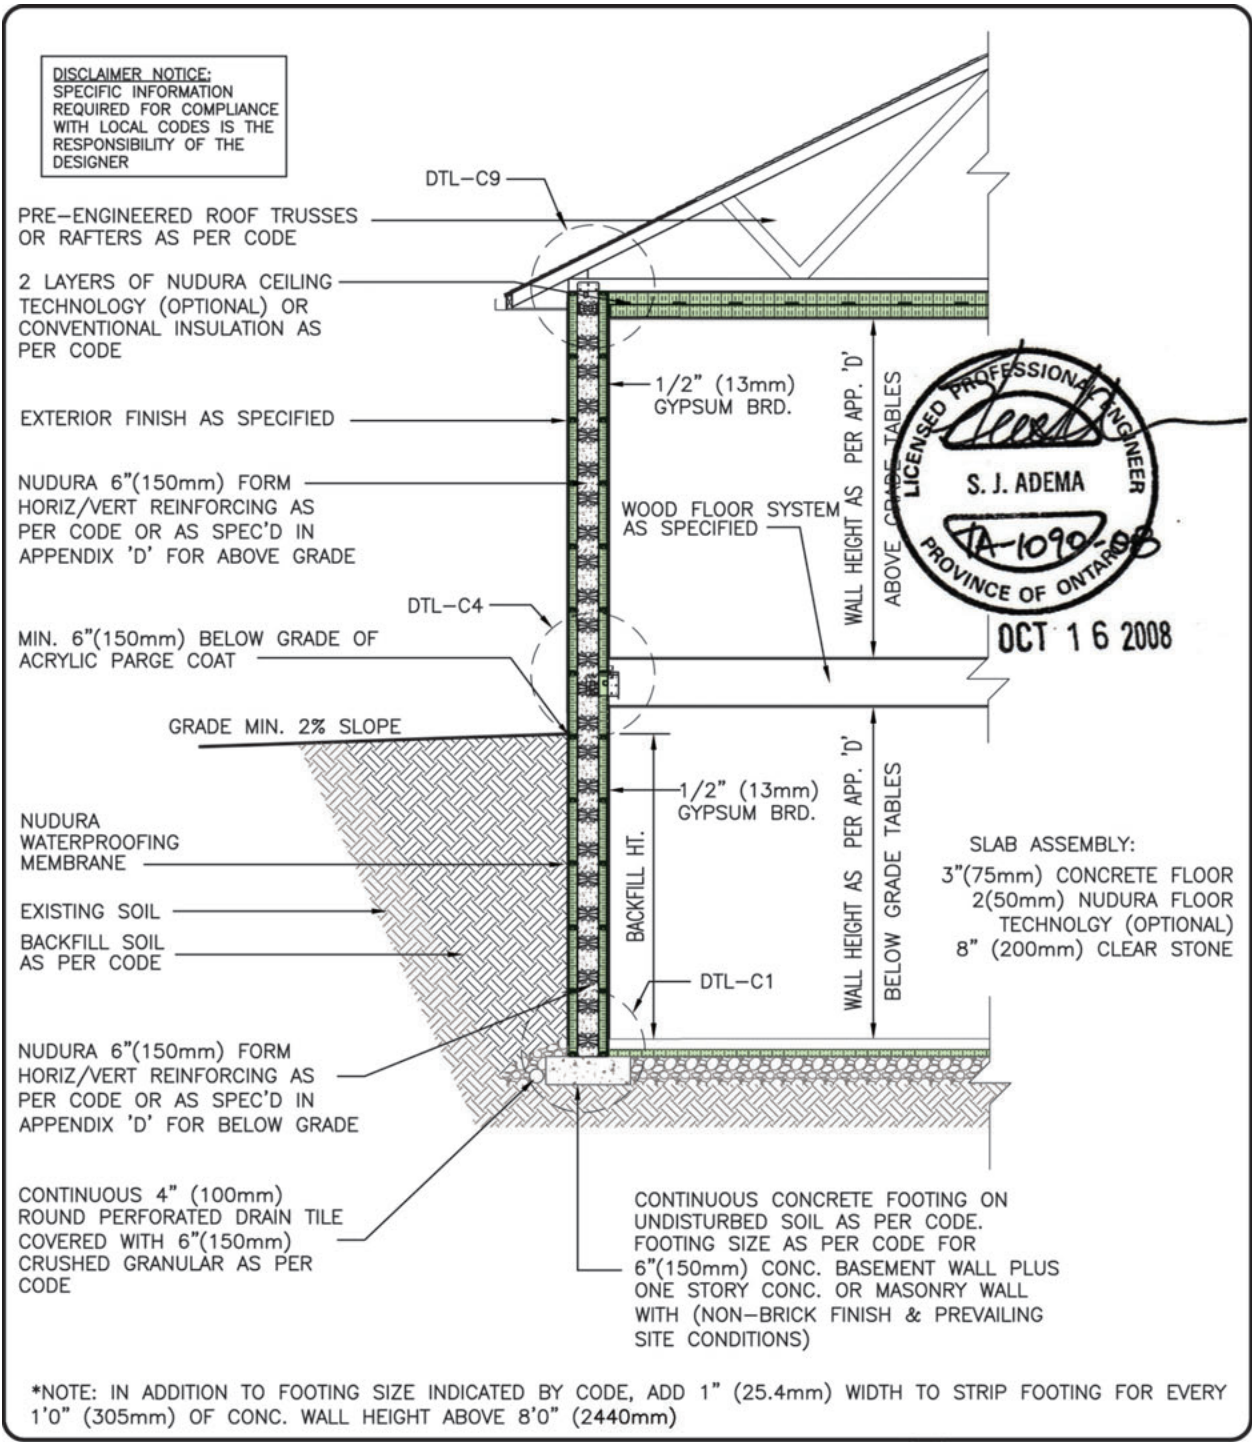 DISCLAIMER NOTICE:
SPECIFIC INFORMATION
REQUIRED FOR COMPLIANCE
WITH LOCAL CODES IS THE
RESPONSIBILITY OF THE
DESIGNER
DTL-C9
PRE-ENGINEERED ROOF TRUSSES
OR RAFTERS AS PER CODE
2 LAYERS OF NUDURA CEILING
TECHNOLOGY (OPTIONAL) OR
CONVENTIONAL INSULATION AS
PER CODE
1/2" (13mm)
GYPSUM BRD.
EXTERIOR FINISH AS SPECIFIED
NUDURA 6"(150mm) FORM
HORIZ/VERT REINFORCING AS
PER CODE OR AS SPEC'D IN
APPENDIX 'D' FOR ABOVE GRADE
WOOD FLOOR SYSTEM
AS SPECIFIED
WALL HEIGHT AS PER APP. 'D'
ABOVE GRADE TABLES
LICENSED PROFESSIONAL ENGINEER
S. J. ADEMA
TA-1090-08
PROVINCE OF ONTARIO
OCT 16 2008
DTL-C4
MIN. 6"(150mm) BELOW GRADE OF
ACRYLIC PARGE COAT
GRADE MIN. 2% SLOPE
1/2" (13mm)
GYPSUM BRD.
NUDURA
WATERPROOFING
MEMBRANE
EXISTING SOIL
BACKFILL SOIL
AS PER CODE
BACKFILL HT.
WALL HEIGHT AS PER APP. 'D'
BELOW GRADE TABLES
SLAB ASSEMBLY:
3"(75mm) CONCRETE FLOOR
2(50mm) NUDURA FLOOR
TECHNOLGY (OPTIONAL)
8" (200mm) CLEAR STONE
DTL-C1
NUDURA 6"(150mm) FORM
HORIZ/VERT REINFORCING AS
PER CODE OR AS SPEC'D IN
APPENDIX 'D' FOR BELOW GRADE
CONTINUOUS 4" (100mm)
ROUND PERFORATED DRAIN TILE
COVERED WITH 6"(150mm)
CRUSHED GRANULAR AS PER
CODE
CONTINUOUS CONCRETE FOOTING ON
UNDISTURBED SOIL AS PER CODE.
FOOTING SIZE AS PER CODE FOR
6"(150mm) CONC. BASEMENT WALL PLUS
ONE STORY CONC. OR MASONRY WALL
WITH (NON-BRICK FINISH & PREVAILING
SITE CONDITIONS)
*NOTE: IN ADDITION TO FOOTING SIZE INDICATED BY CODE, ADD 1" (25.4mm) WIDTH TO STRIP FOOTING FOR EVERY
1'0" (305mm) OF CONC. WALL HEIGHT ABOVE 8'0" (2440mm)